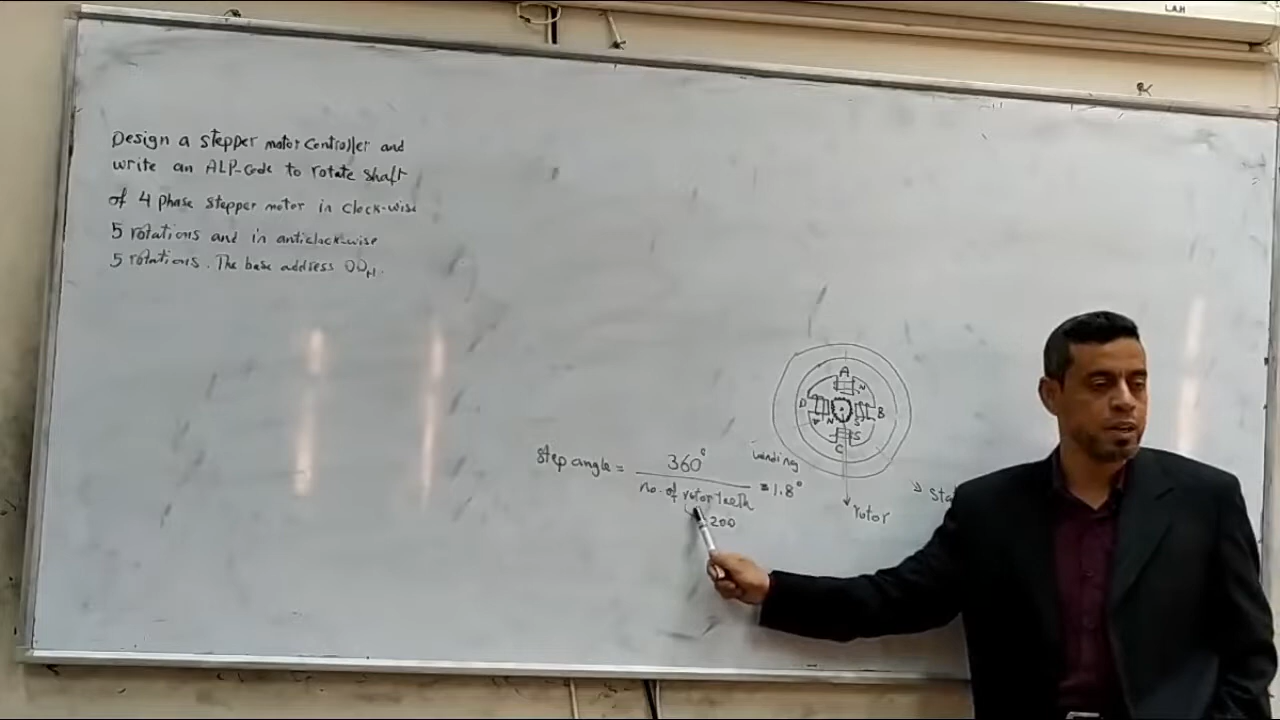 L.A.H
Design a stepper motor controller and
write an ALP-code to rotate shaft
of 4 phase stepper motor in clock-wise
5 rotations and in anticlock-wise
5 rotations. The base address 00H.
A
N
D
B
N
S
S
C
winding
Step angle = 360° / no. of rotor teeth = 1.8°
200
rotor
Sta